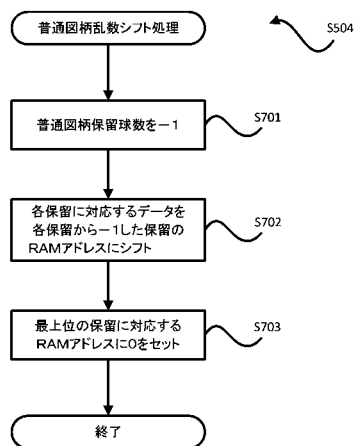 普通図柄乱数シフト処理
S504
普通図柄保留球数を－1
S701
各保留に対応するデータを
各保留から－1した保留の
RAMアドレスにシフト
S702
最上位の保留に対応する
RAMアドレスに0をセット
S703
終了